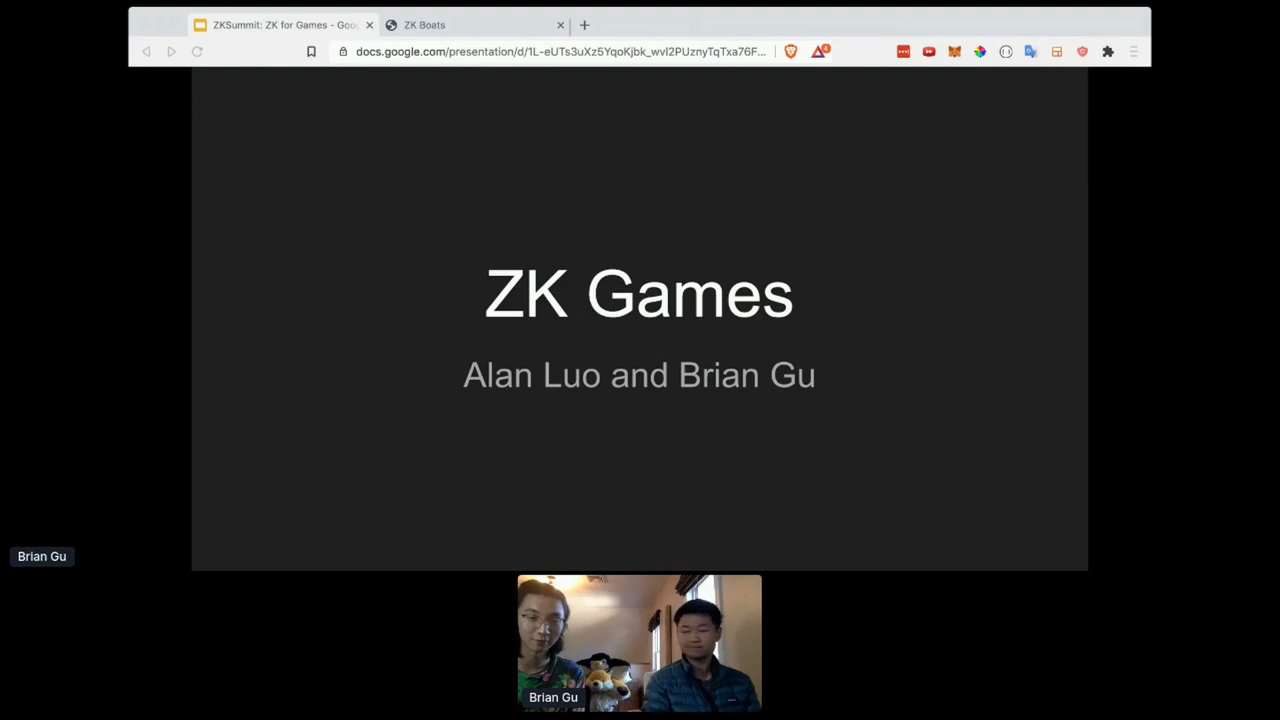 ZKSummit: ZK for Games - Goo
ZK Boats
docs.google.com/presentation/d/1L-eUTs3uXz5YqoKjbk_wvI2PUznyTqTxa76F...
4
ZK Games
Alan Luo and Brian Gu
Brian Gu
Brian Gu